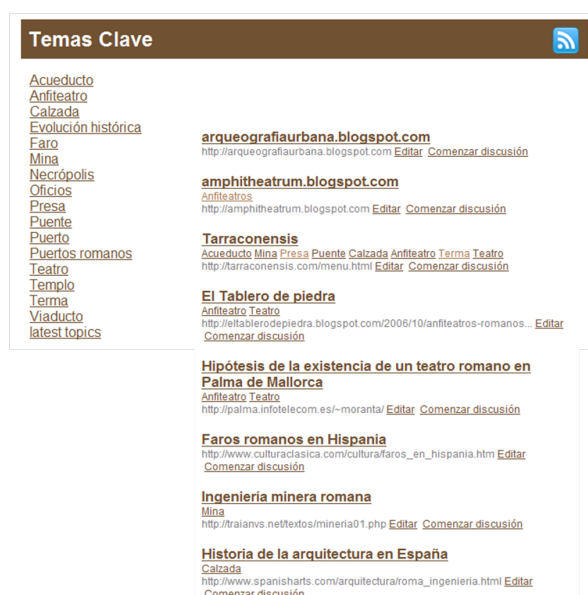 Temas Clave
Acueducto
Anfiteatro
Calzada
Evolución histórica
Faro
Mina
Necrópolis
Oficios
Presa
Puente
Puerto
Puertos romanos
Teatro
Templo
Terma
Viaducto
latest topics
arqueografiaurbana.blogspot.com
http://arqueografiaurbana.blogspot.com Editar Comenzar discusión
amphitheatrum.blogspot.com
Anfiteatros
http://amphitheatrum.blogspot.com Editar Comenzar discusión
Tarraconensis
Acueducto Mina Presa Puente Calzada Anfiteatro Terma Teatro
http://tarraconensis.com/menu.html Editar Comenzar discusión
El Tablero de piedra
Anfiteatro Teatro
http://eltablerodepiedra.blogspot.com/2006/10/anfiteatros-romanos... Editar
Comenzar discusión
Hipótesis de la existencia de un teatro romano en
Palma de Mallorca
Anfiteatro Teatro
http://palma.infotelecom.es/~moranta/ Editar Comenzar discusión
Faros romanos en Hispania
http://www.culturaclasica.com/cultura/faros_en_hispania.htm Editar
Comenzar discusión
Ingeniería minera romana
Mina
http://traianvs.net/textos/mineria01.php Editar Comenzar discusión
Historia de la arquitectura en España
Calzada
http://www.spanisharts.com/arquitectura/roma_ingenieria.html Editar
Comenzar discusión